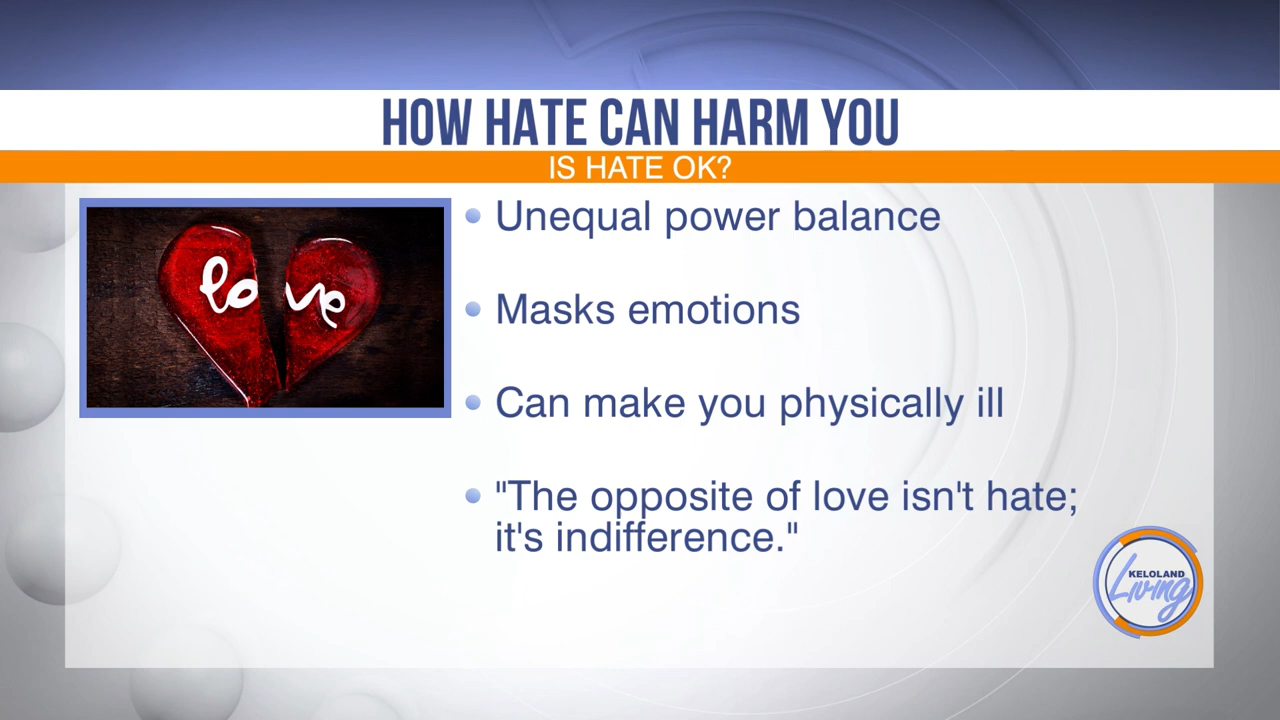 HOW HATE CAN HARM YOU
IS HATE OK?
love
• Unequal power balance
• Masks emotions
• Can make you physically ill
• "The opposite of love isn't hate;
it's indifference."
KELOLAND
Living